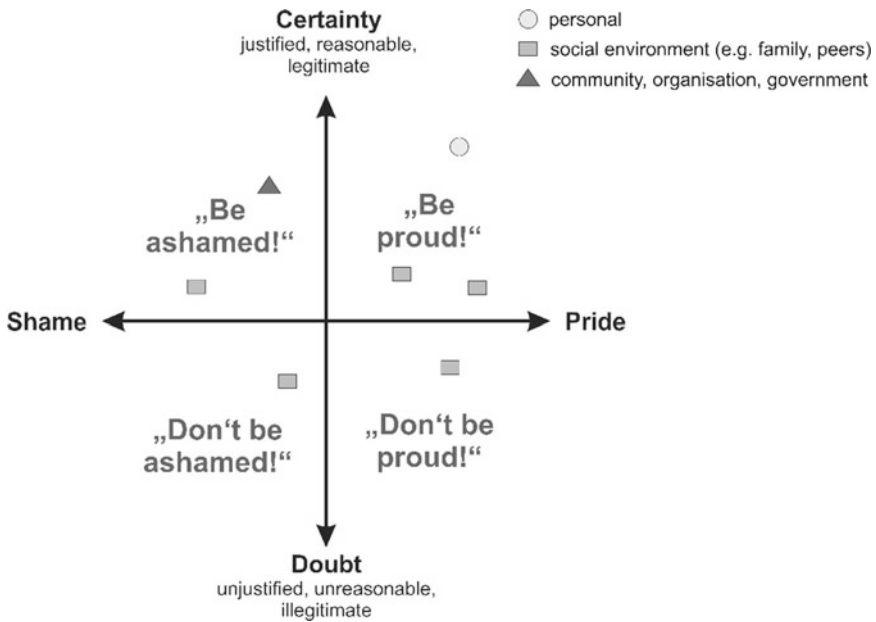 Certainty
justified, reasonable,
legitimate
personal
social environment (e.g. family, peers)
community, organisation, government
„Be
ashamed!“
„Be
proud!“
Shame
Pride
„Don‘t be
ashamed!“
„Don‘t be
proud!“
Doubt
unjustified, unreasonable,
illegitimate